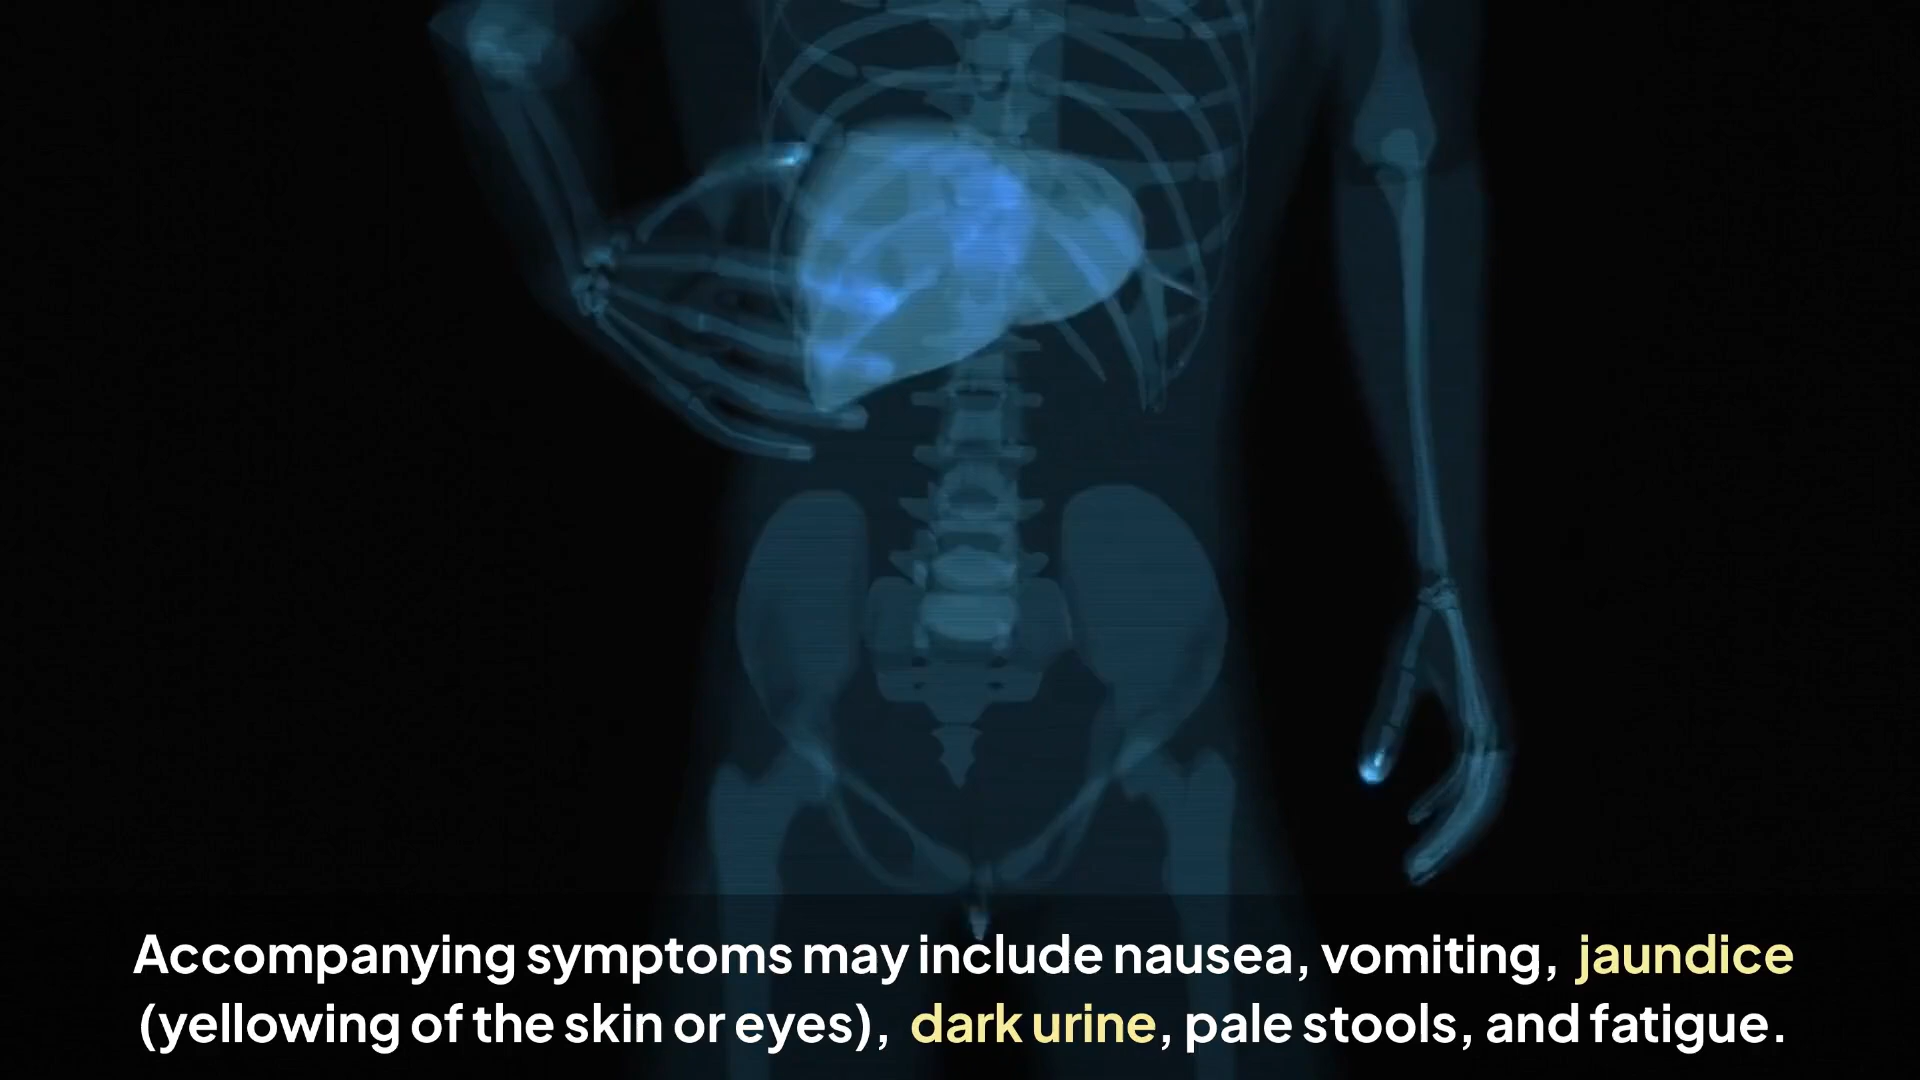 Accompanying symptoms may include nausea, vomiting, jaundice
(yellowing of the skin or eyes), dark urine, pale stools, and fatigue.